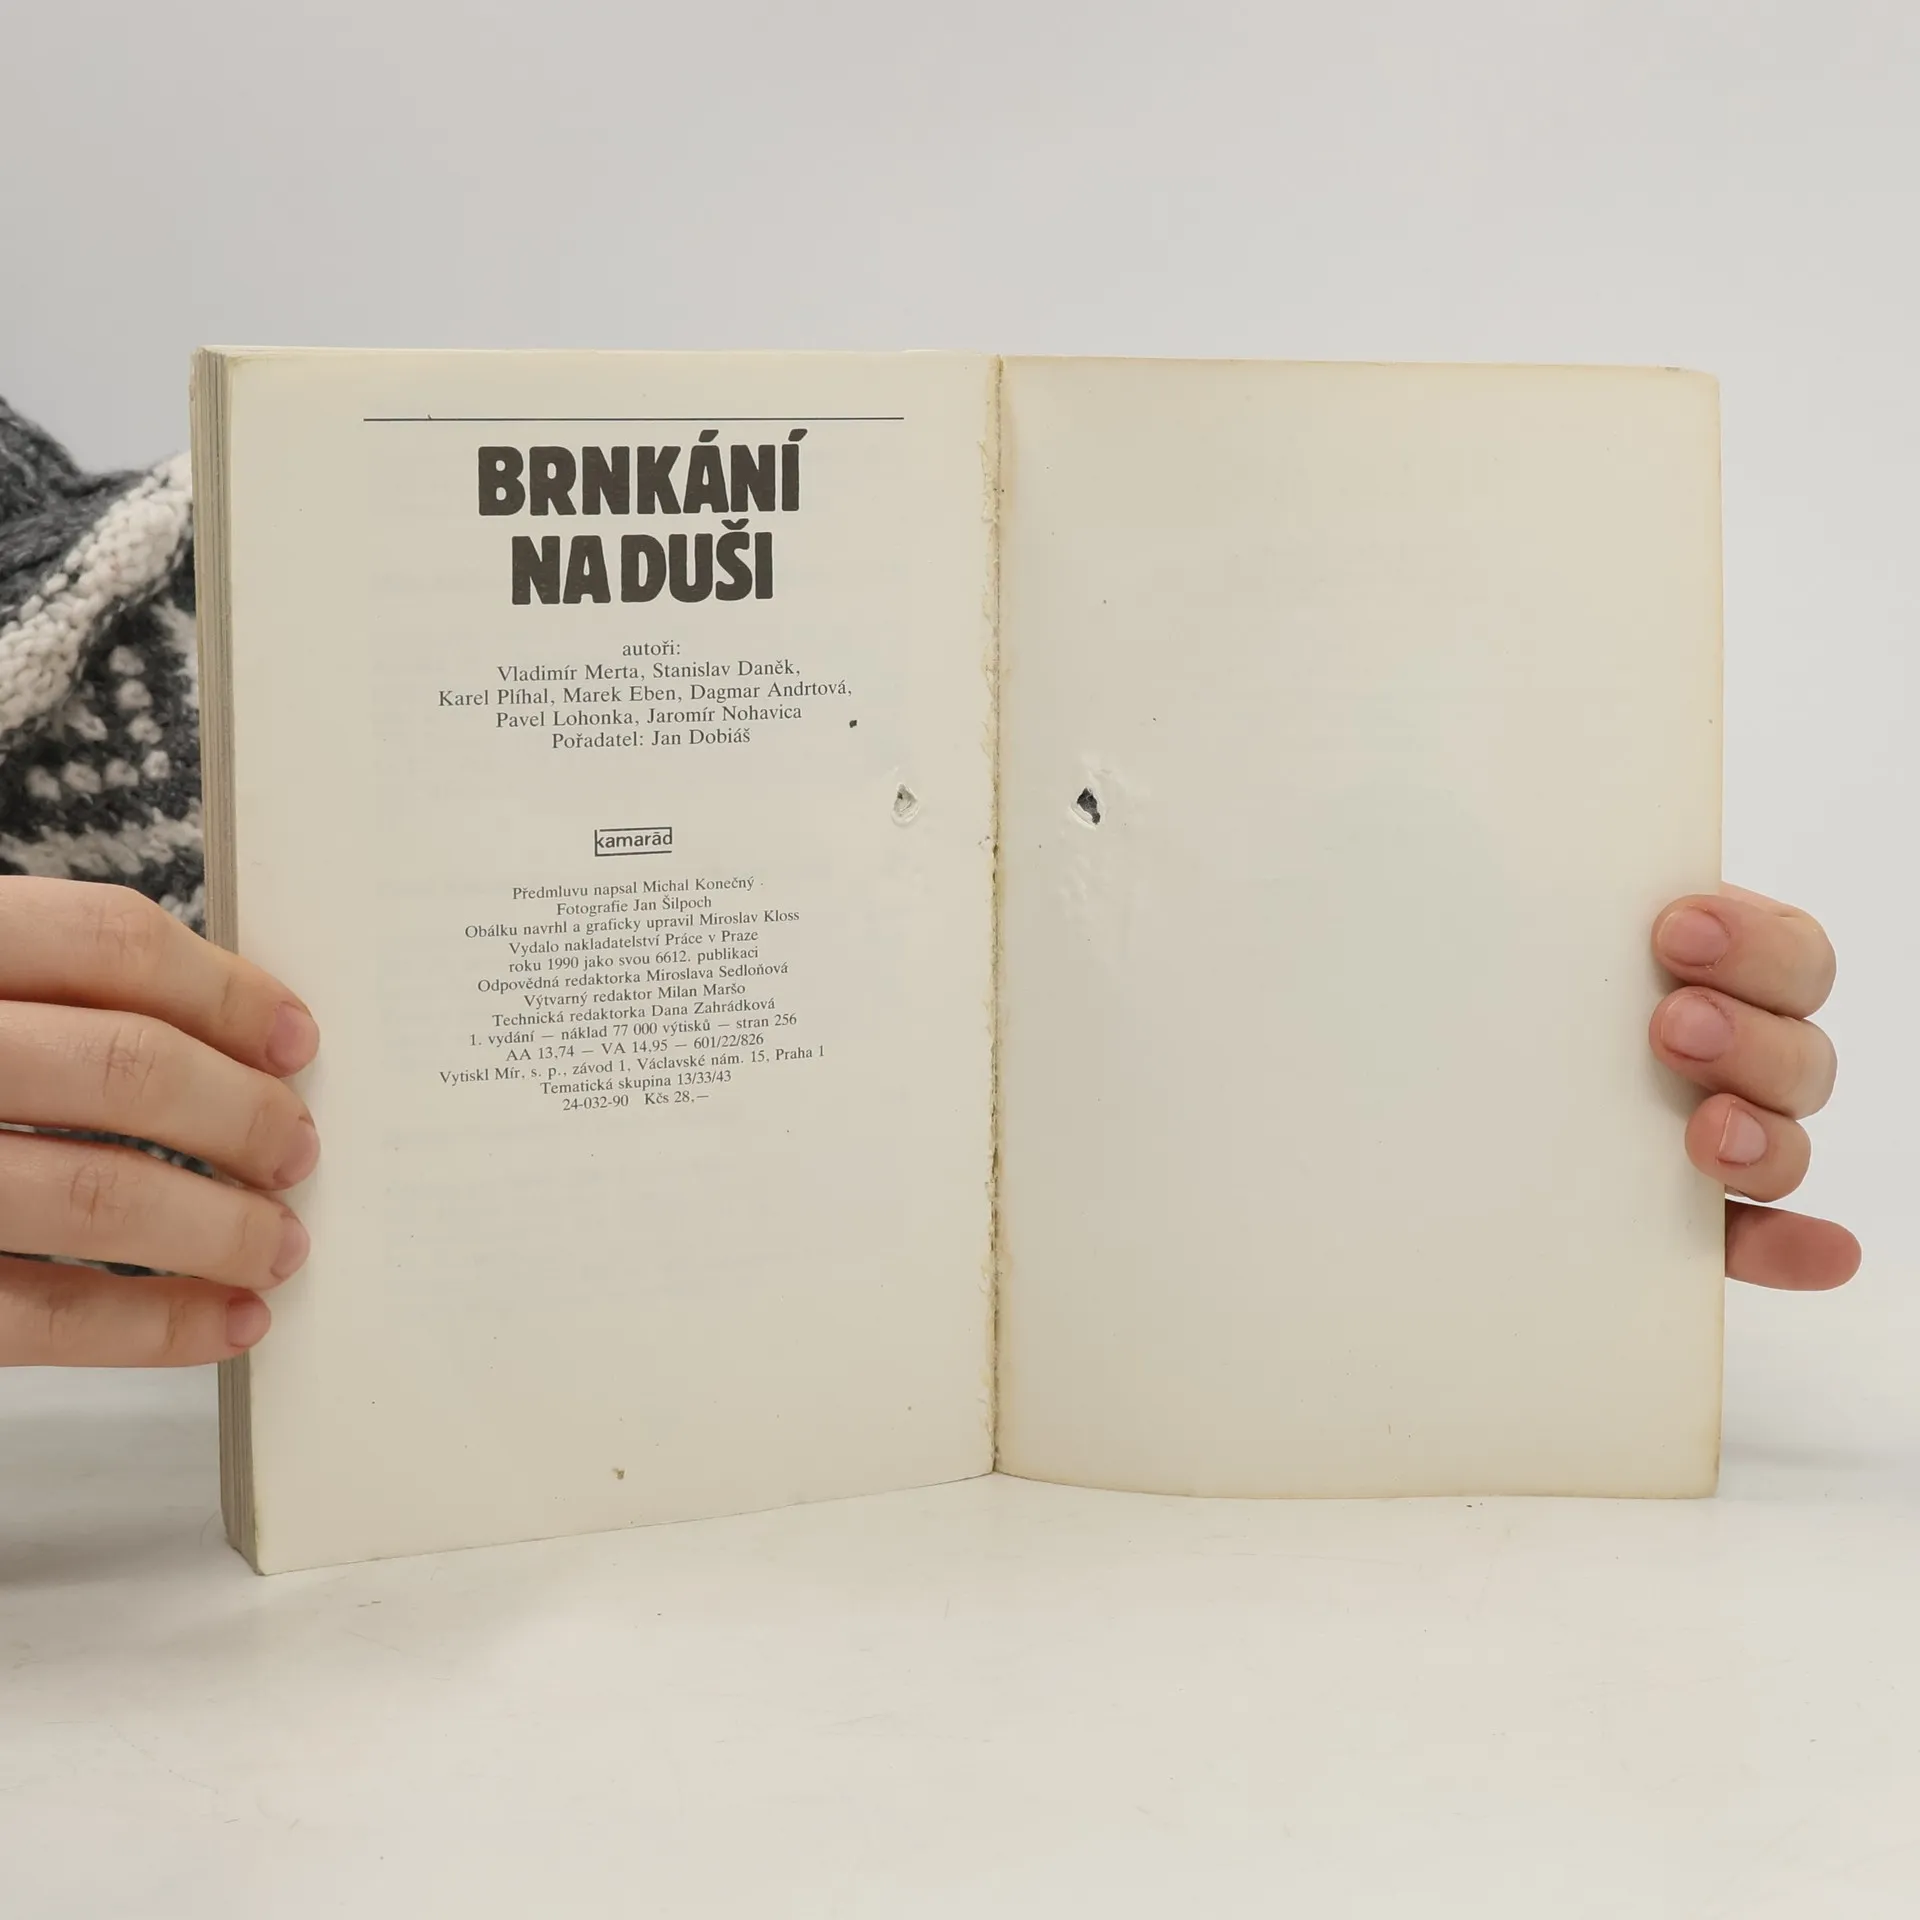 BRNKÁNÍ
NA DUŠI
autoři:
Vladimír Merta, Stanislav Daněk,
Karel Plíhal, Marek Eben, Dagmar Andrtová,
Pavel Lohonka, Jaromír Nohavica
Pořadatel: Jan Dobiáš
kamarád
Předmluvu napsal Michal Konečný
Fotografie Jan Šilpoch
Obálku navrhl a graficky upravil Miroslav Kloss
Vydalo nakladatelství Práce v Praze
roku 1990 jako svou 6612. publikaci
Odpovědná redaktorka Miroslava Sedloňová
Výtvarný redaktor Milan Maršo
Technická redaktorka Dana Zahrádková
1. vydání — náklad 77 000 výtisků — stran 256
AA 13,74 — VA 14,95 — 601/22/826
Vytiskl Mír, s. p., závod 1, Václavské nám. 15, Praha 1
Tematická skupina 13/33/43
24-032-90 Kčs 28,—